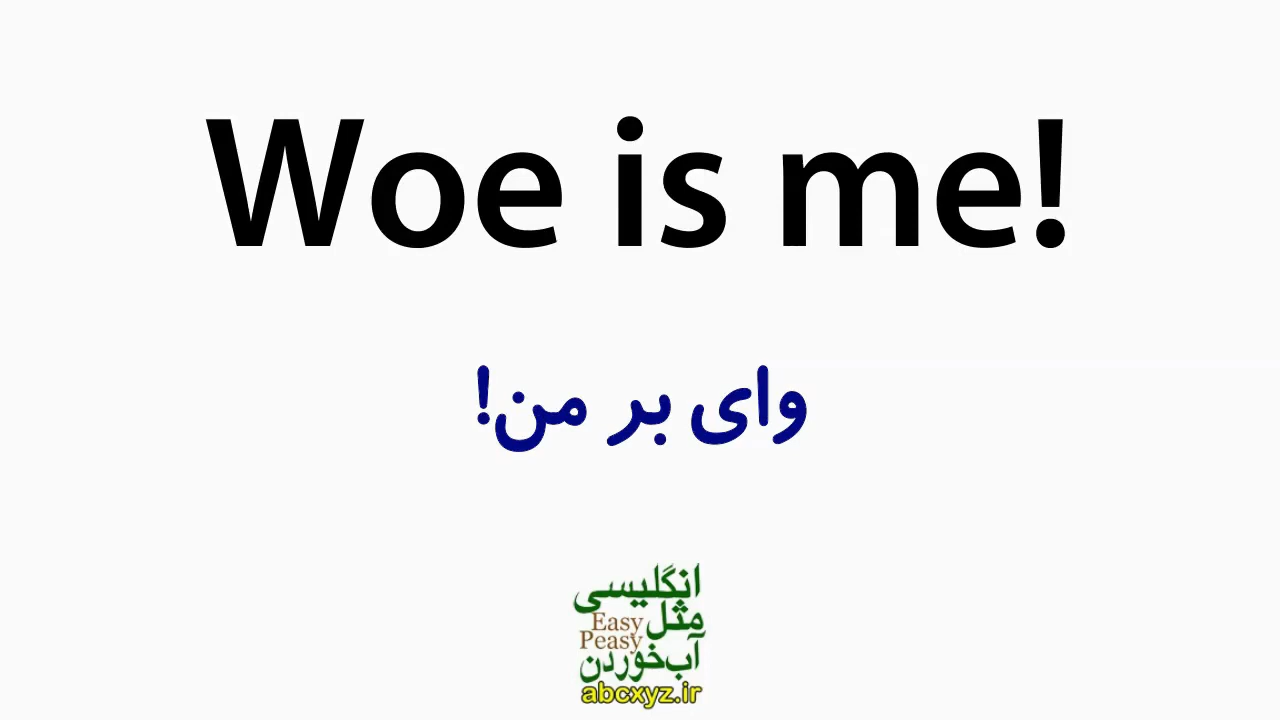 Woe is me!
وای بر من!
انگلیسی
مثل Easy
Peasy
آب‌خوردن
abcxyz.ir